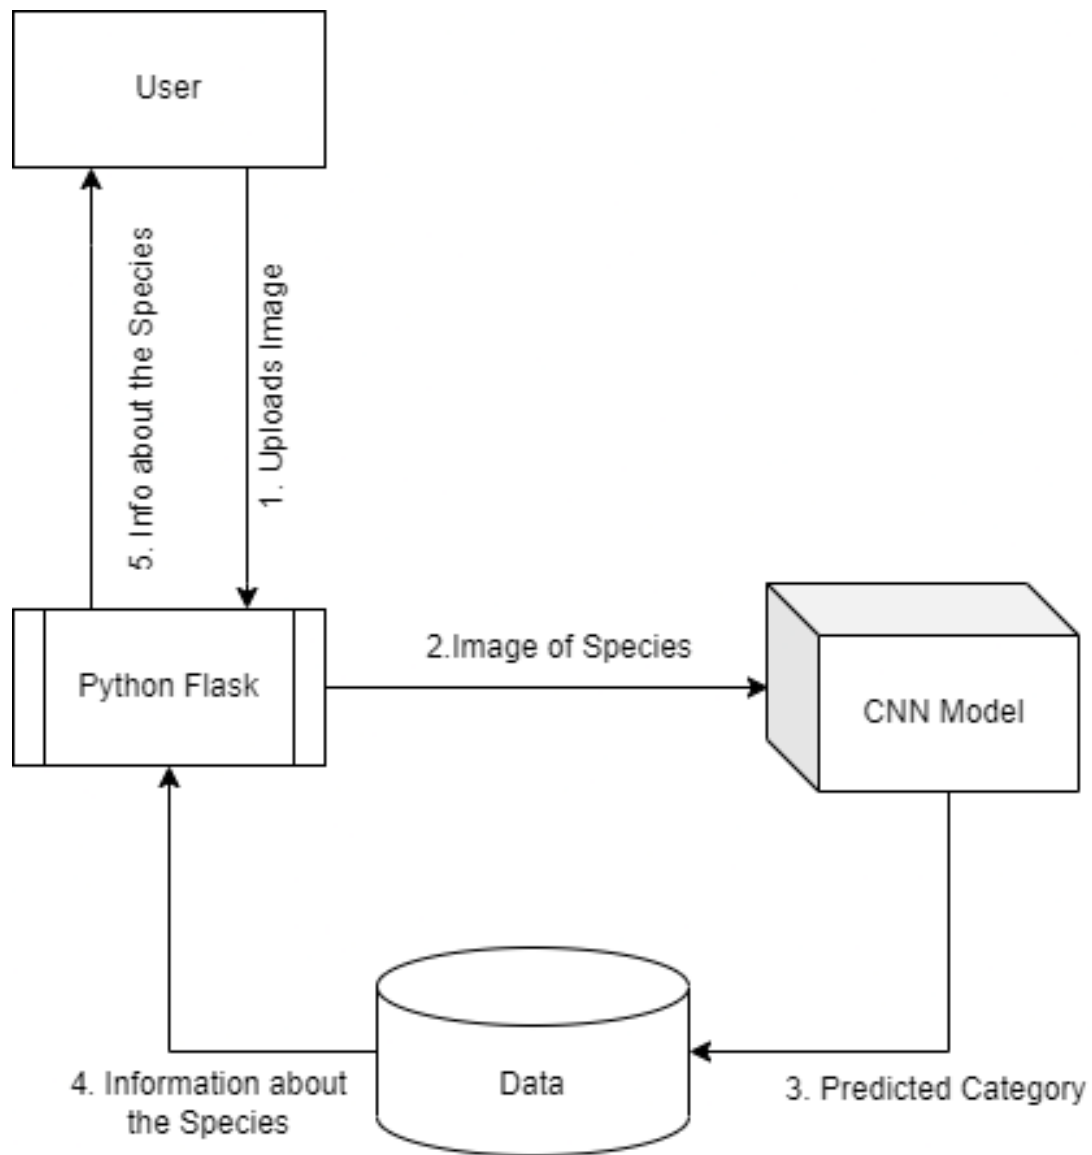 User
5. Info about the Species
1. Uploads Image
Python Flask
2.Image of Species
CNN Model
4. Information about
the Species
Data
3. Predicted Category